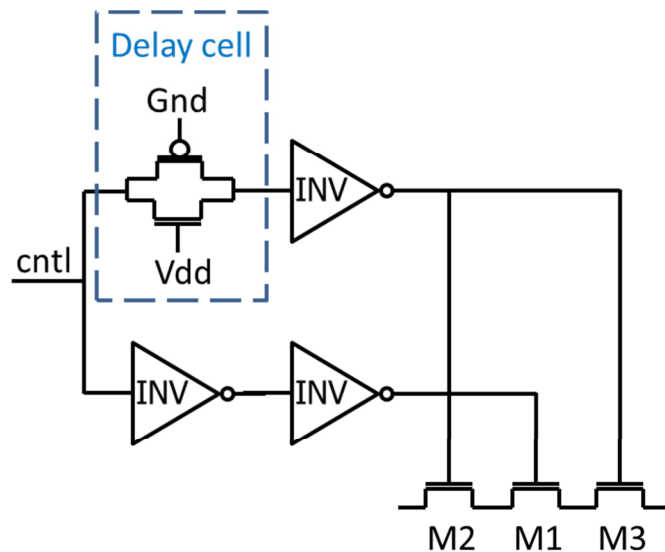 Delay cell
Gnd
INV
Vdd
cntl
INV
INV
M2
M1
M3